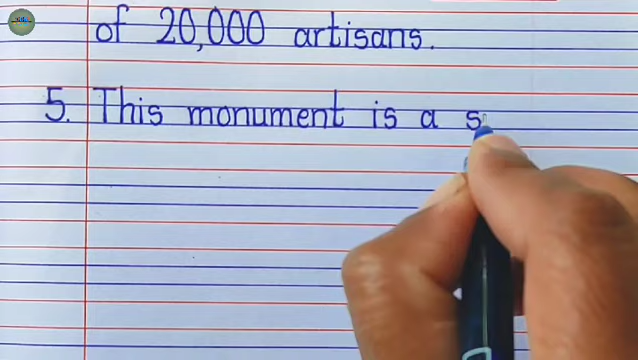 of 20,000 artisans.
5. This monument is a s